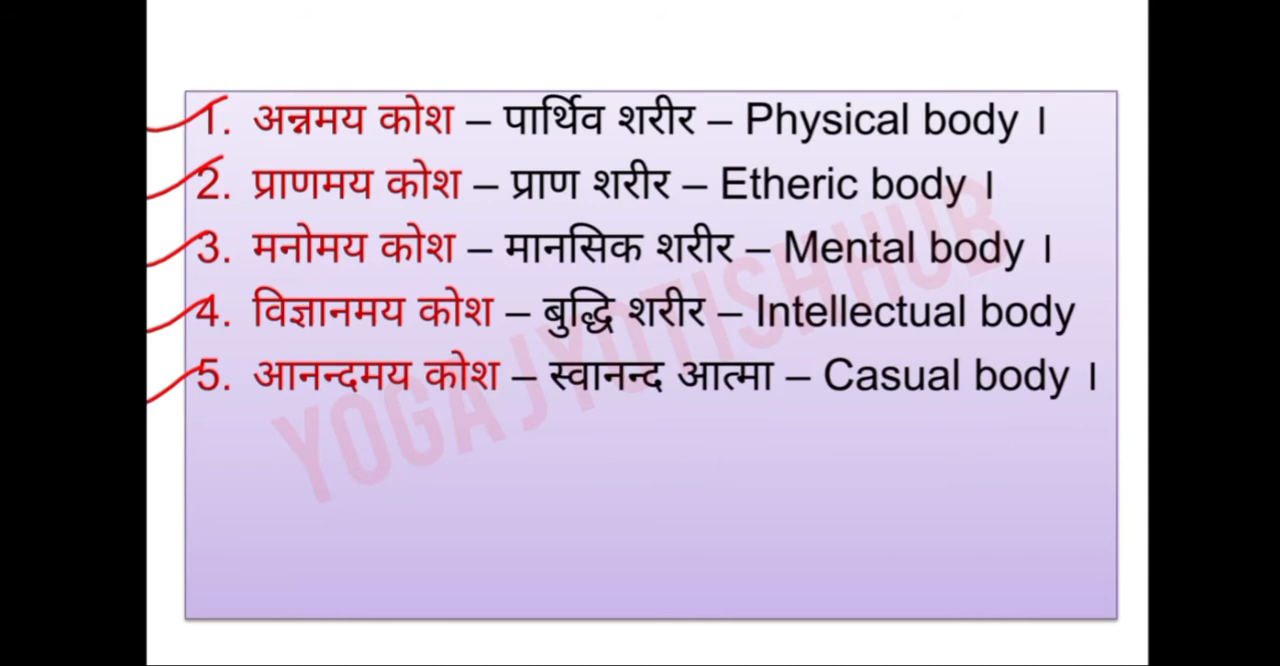 1. अन्नमय कोश – पार्थिव शरीर – Physical body ।
2. प्राणमय कोश – प्राण शरीर – Etheric body ।
3. मनोमय कोश – मानसिक शरीर – Mental body ।
4. विज्ञानमय कोश – बुद्धि शरीर – Intellectual body
5. आनन्दमय कोश – स्वानन्द आत्मा – Casual body ।
YOGA JYOTISHHUB